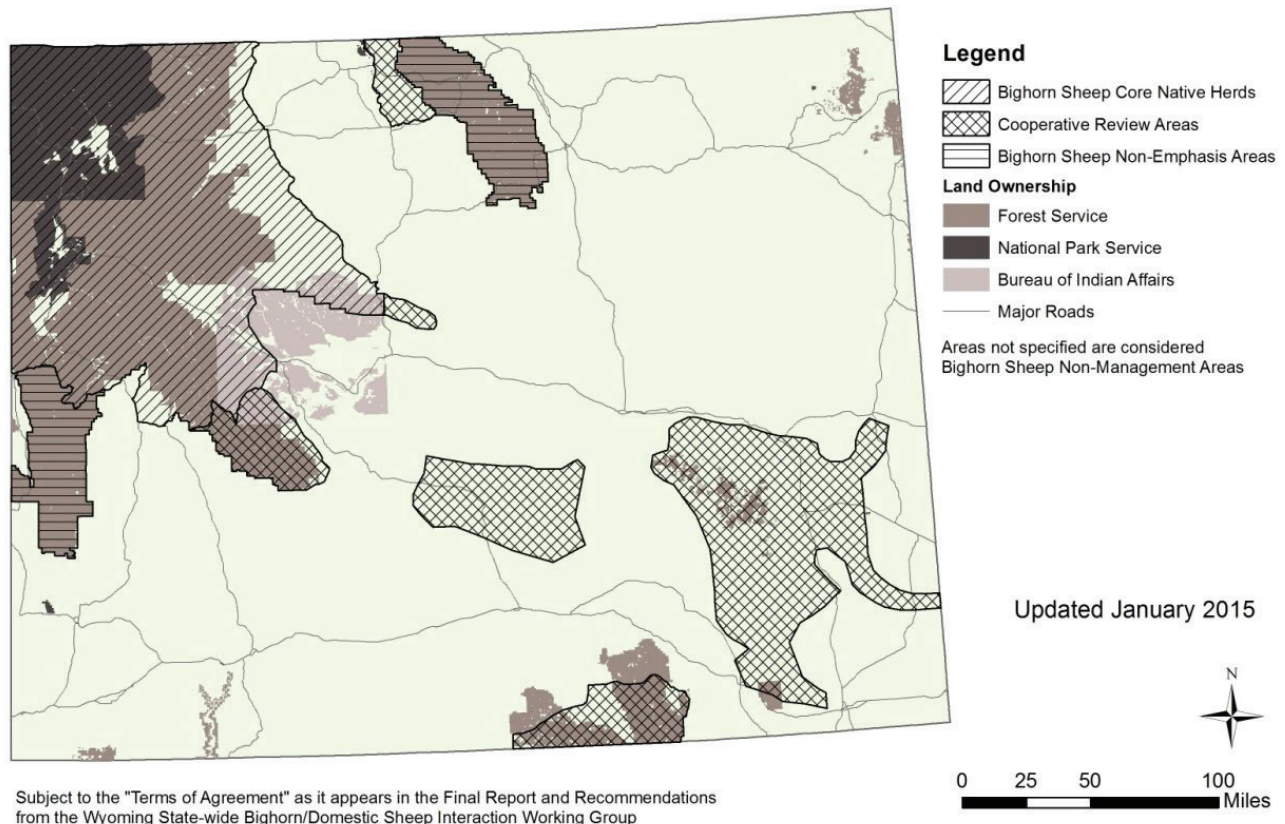 Legend
Bighorn Sheep Core Native Herds
Cooperative Review Areas
Bighorn Sheep Non-Emphasis Areas
Land Ownership
Forest Service
National Park Service
Bureau of Indian Affairs
Major Roads
Areas not specified are considered
Bighorn Sheep Non-Management Areas
Updated January 2015
N
0 25 50 100
Miles
Subject to the "Terms of Agreement" as it appears in the Final Report and Recommendations
from the Wyoming State-wide Bighorn/Domestic Sheep Interaction Working Group